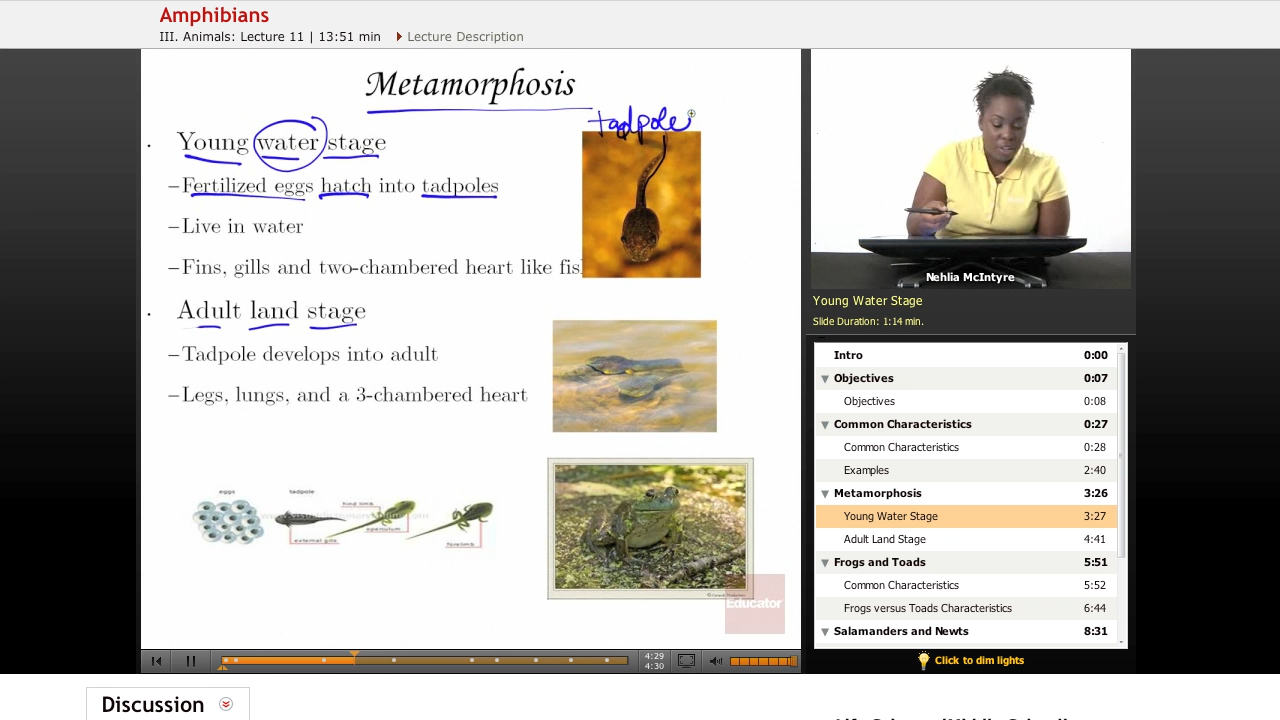 Amphibians
III. Animals: Lecture 11 | 13:51 min Lecture Description
Metamorphosis
tadpole
Young water stage
–Fertilized eggs hatch into tadpoles
–Live in water
–Fins, gills and two-chambered heart like fis
Adult land stage
–Tadpole develops into adult
–Legs, lungs, and a 3-chambered heart
eggs
tadpole
hind limb
operculum
external gills
forelimb
Educator
4:29
4:30
Nehlia McIntyre
Young Water Stage
Slide Duration: 1:14 min.
Intro 0:00
Objectives 0:07
Objectives 0:08
Common Characteristics 0:27
Common Characteristics 0:28
Examples 2:40
Metamorphosis 3:26
Young Water Stage 3:27
Adult Land Stage 4:41
Frogs and Toads 5:51
Common Characteristics 5:52
Frogs versus Toads Characteristics 6:44
Salamanders and Newts 8:31
Click to dim lights
Discussion